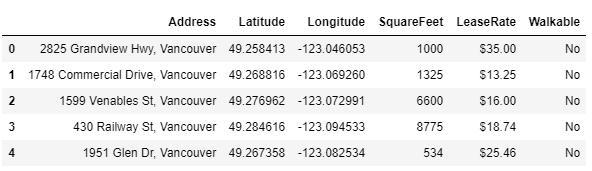 Address Latitude Longitude SquareFeet LeaseRate Walkable
0 2825 Grandview Hwy, Vancouver 49.258413 -123.046053 1000 $35.00 No
1 1748 Commercial Drive, Vancouver 49.268816 -123.069260 1325 $13.25 No
2 1599 Venables St, Vancouver 49.276962 -123.072991 6600 $16.00 No
3 430 Railway St, Vancouver 49.284616 -123.094533 8775 $18.74 No
4 1951 Glen Dr, Vancouver 49.267358 -123.082534 534 $25.46 No